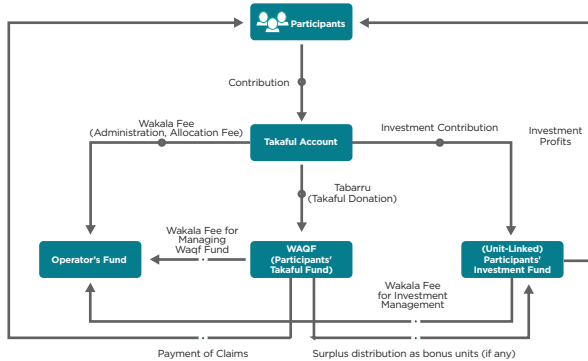 Participants
Contribution
Wakala Fee
(Administration, Allocation Fee)
Takaful Account
Investment Contribution
Investment
Profits
Tabarru
(Takaful Donation)
Wakala Fee for
Managing
Waqf Fund
Operator's Fund
WAQF
(Participants'
Takaful Fund)
(Unit-Linked)
Participants'
Investment Fund
Wakala Fee
for Investment
Management
Payment of Claims
Surplus distribution as bonus units (if any)